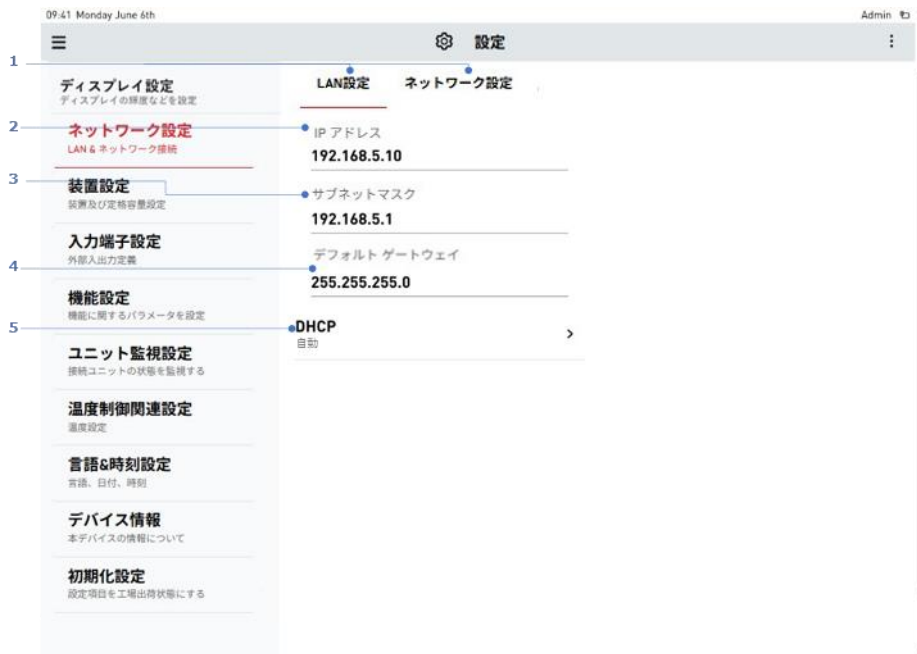 09:41 Monday June 6th
Admin
設定
1
LAN設定
ネットワーク設定
ディスプレイ設定
ディスプレイの輝度などを設定
2
ネットワーク設定
LAN & ネットワーク接続
IP アドレス
192.168.5.10
3
装置設定
装置及び定格容量設定
サブネットマスク
192.168.5.1
4
入力端子設定
外部入出力定義
デフォルト ゲートウェイ
255.255.255.0
機能設定
機能に関するパラメータを設定
5
DHCP
自動
ユニット監視設定
接続ユニットの状態を監視する
温度制御関連設定
温度設定
言語&時刻設定
言語、日付、時刻
デバイス情報
本デバイスの情報について
初期化設定
設定項目を工場出荷状態にする